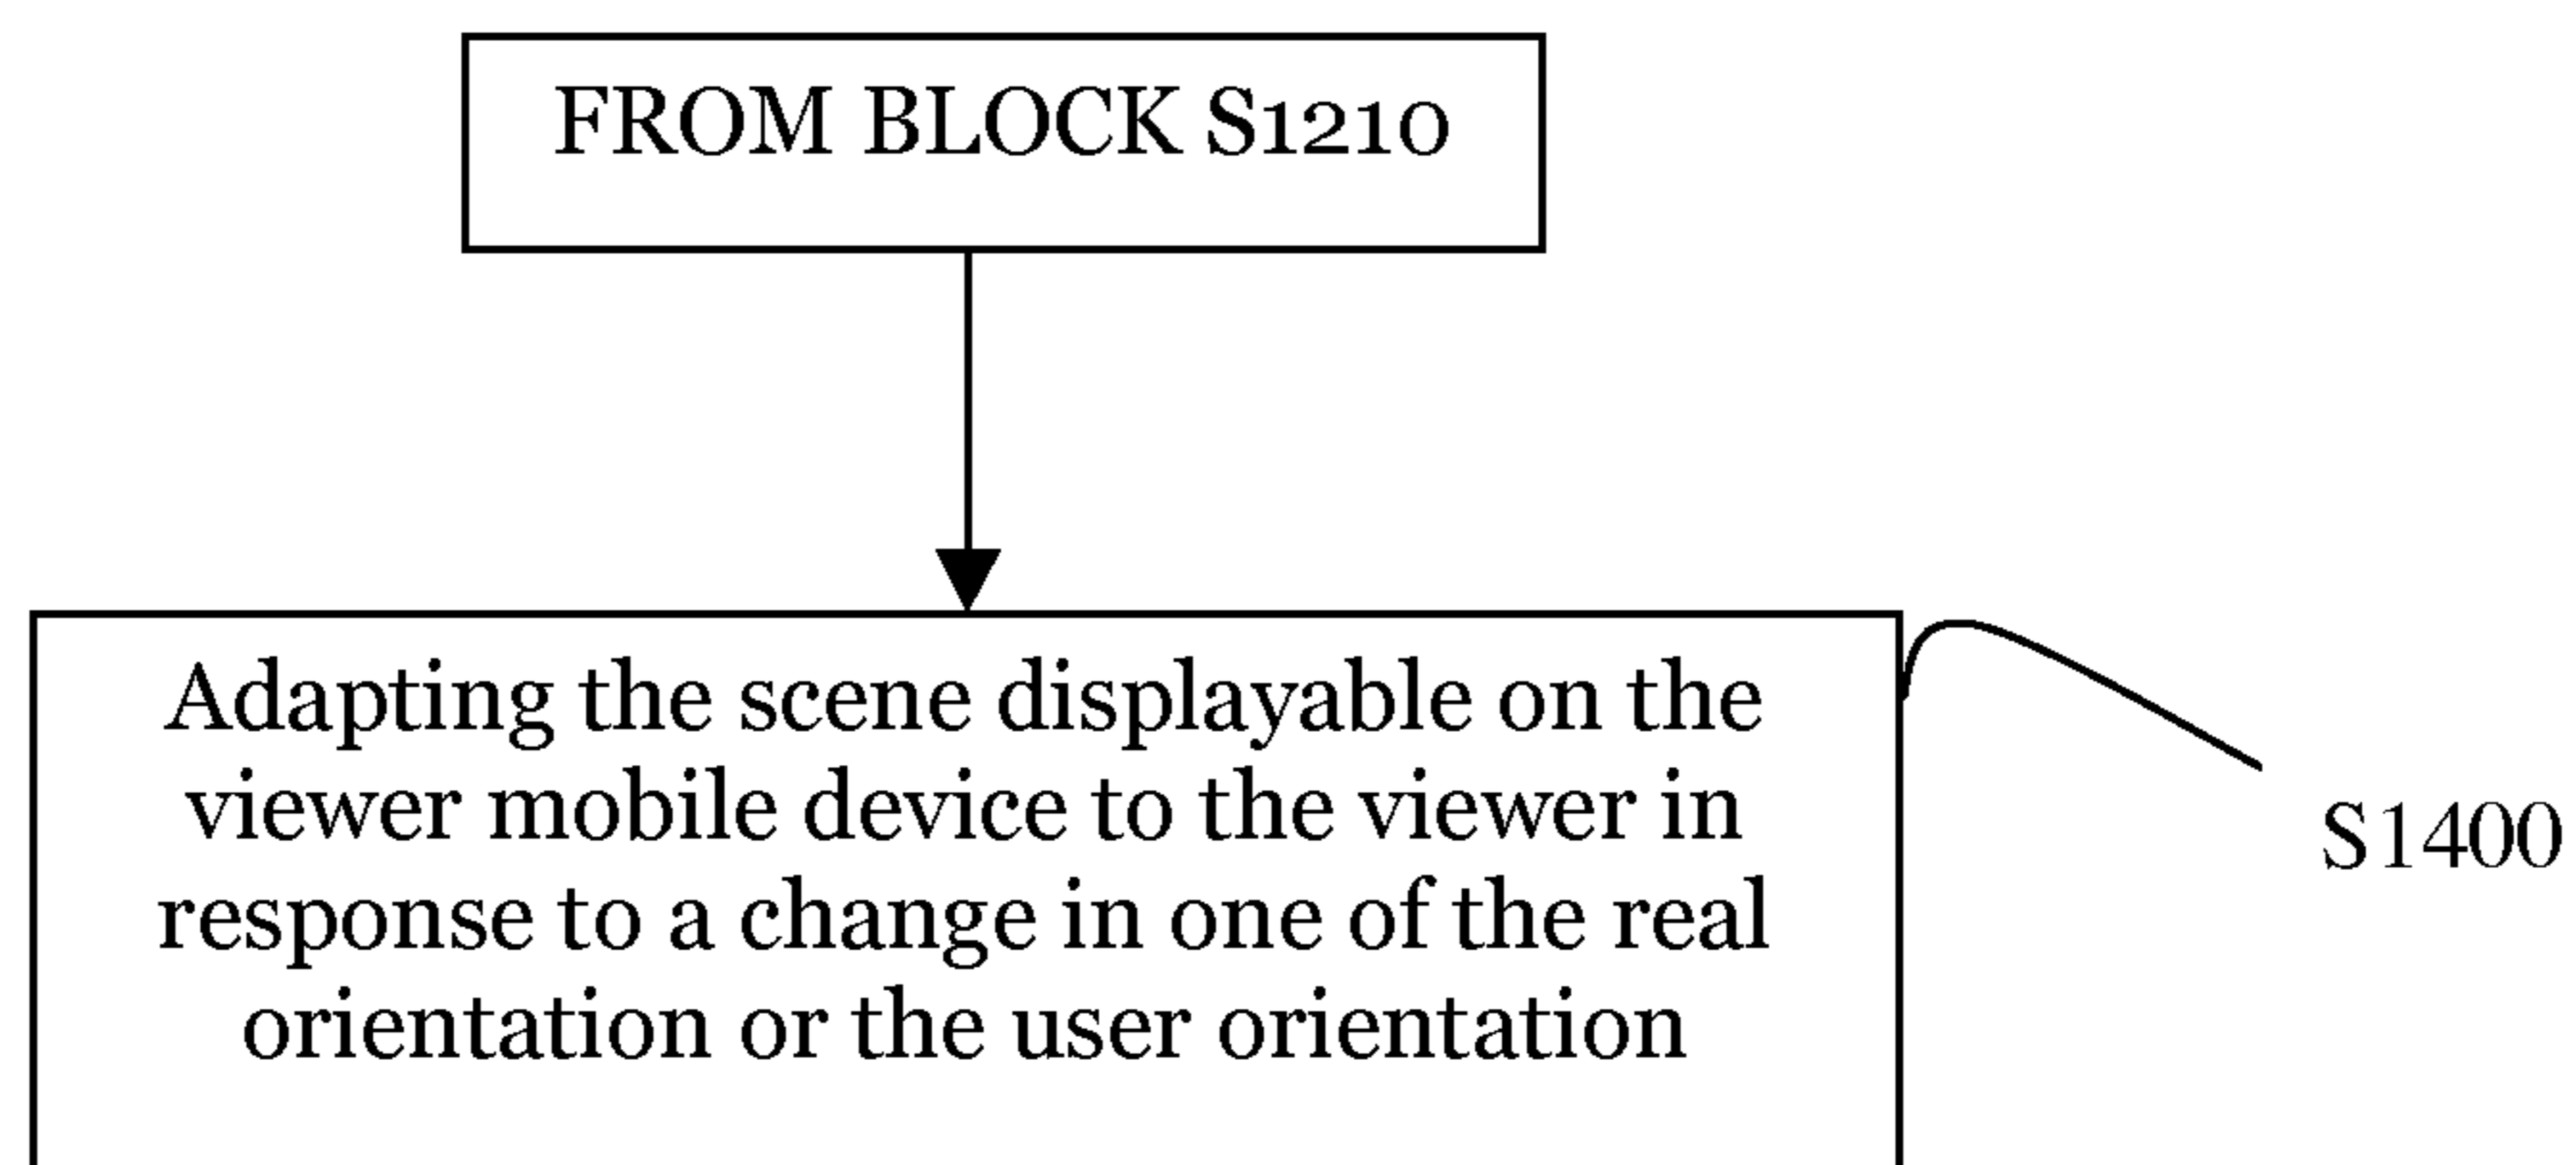 FROM BLOCK S1210
Adapting the scene displayable on the
viewer mobile device to the viewer in
response to a change in one of the real
orientation or the user orientation
S1400